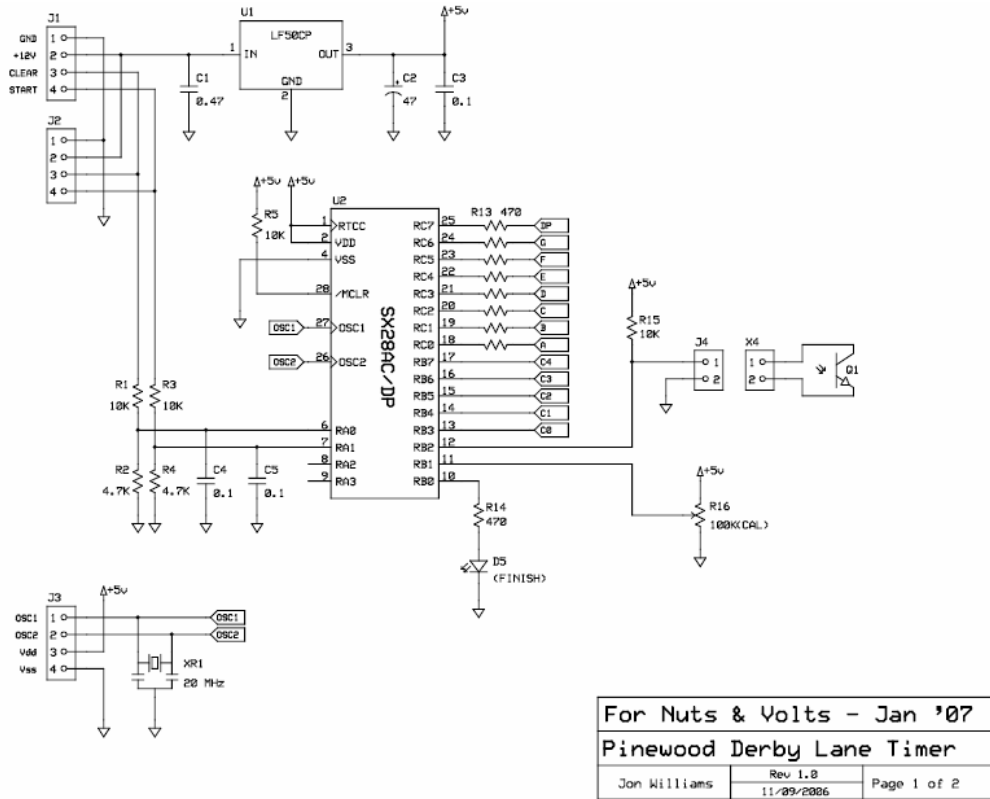 J1
GND 1
+12V 2
CLEAR 3
START 4
J2
1
2
3
4
U1
LF50CP
1 IN
OUT 3
GND
2
C1
0.47
C2
+
47
C3
0.1
+5v
+5v
+5v
R5
10K
U2
SX28AC/DP
1 RTCC
2 VDD
4 VSS
28 /MCLR
OSC1 27 OSC1
OSC2 26 OSC2
6 RA0
7 RA1
8 RA2
9 RA3
RC7 25 R13 470 DP
RC6 24 G
RC5 23 F
RC4 22 E
RC3 21 D
RC2 20 C
RC1 19 B
RC0 18 A
RB7 17 C4
RB6 16 C3
RB5 15 C2
RB4 14 C1
RB3 13 C0
RB2 12
RB1 11
RB0 10
R1
10K
R3
10K
R2
4.7K
R4
4.7K
C4
0.1
C5
0.1
R14
470
D5
(FINISH)
+5v
R15
10K
J4
1
2
X4
1
2
Q1
+5v
R16
100K(CAL)
J3
OSC1 1
OSC2 2
Vdd 3
Vss 4
+5v
OSC1
OSC2
XR1
20 MHz
For Nuts & Volts - Jan '07
Pinewood Derby Lane Timer
Jon Williams
Rev 1.0
11/09/2006
Page 1 of 2